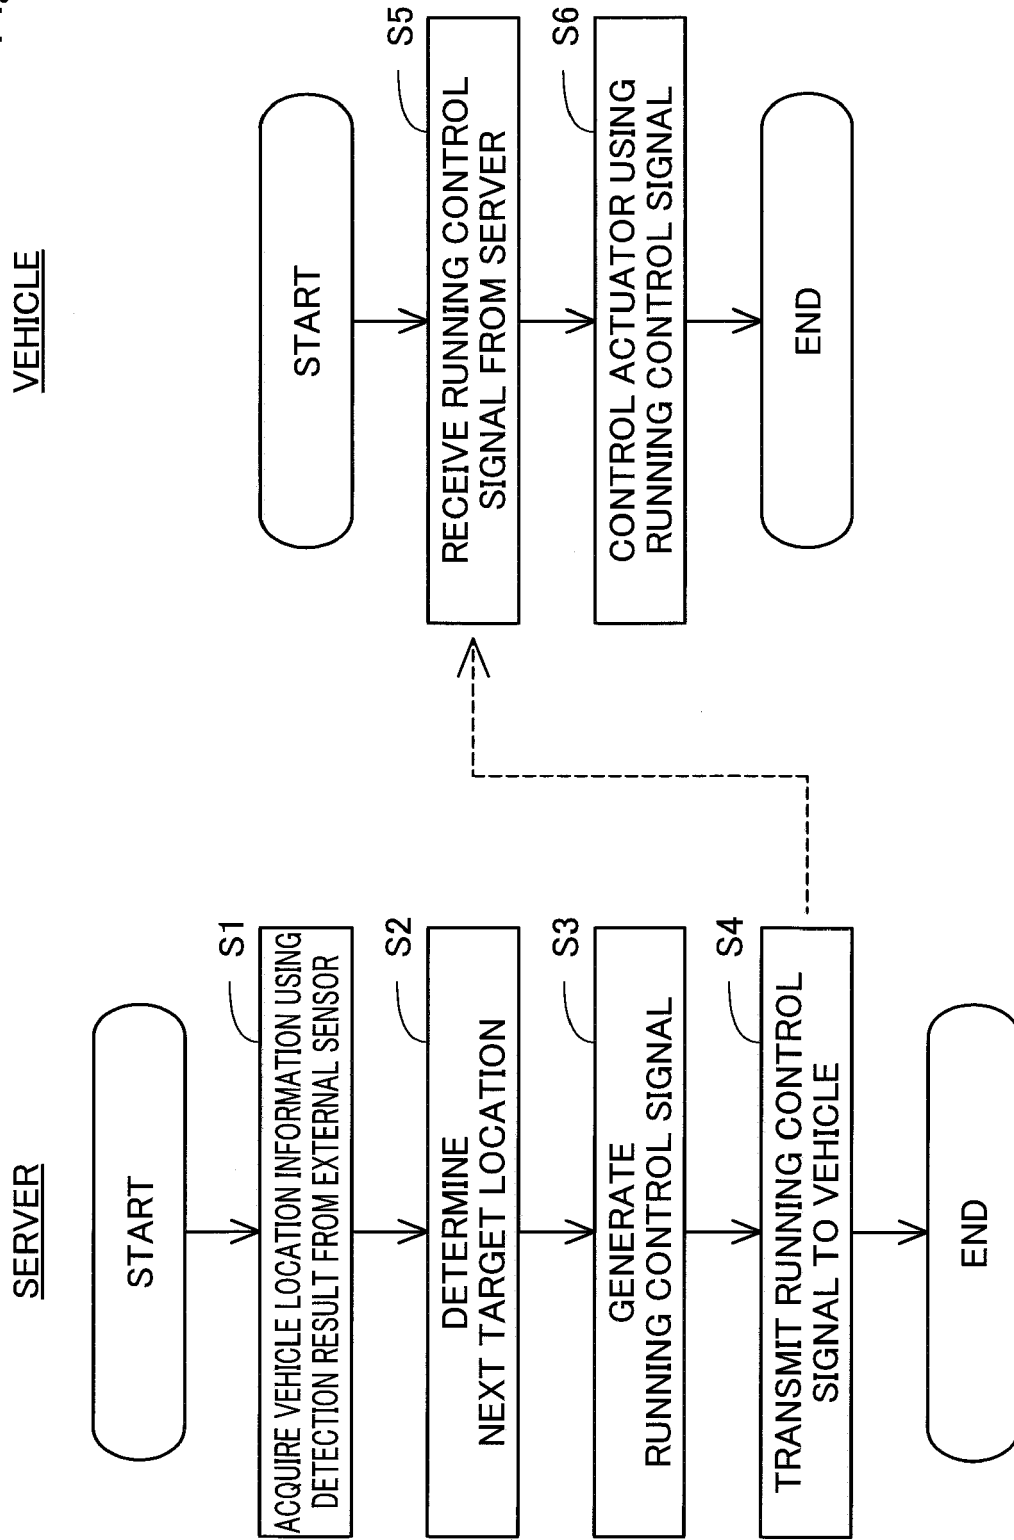 SERVER
START
S1
ACQUIRE VEHICLE LOCATION INFORMATION USING
DETECTION RESULT FROM EXTERNAL SENSOR
S2
DETERMINE
NEXT TARGET LOCATION
S3
GENERATE
RUNNING CONTROL SIGNAL
S4
TRANSMIT RUNNING CONTROL
SIGNAL TO VEHICLE
END
VEHICLE
START
S5
RECEIVE RUNNING CONTROL
SIGNAL FROM SERVER
S6
CONTROL ACTUATOR USING
RUNNING CONTROL SIGNAL
END